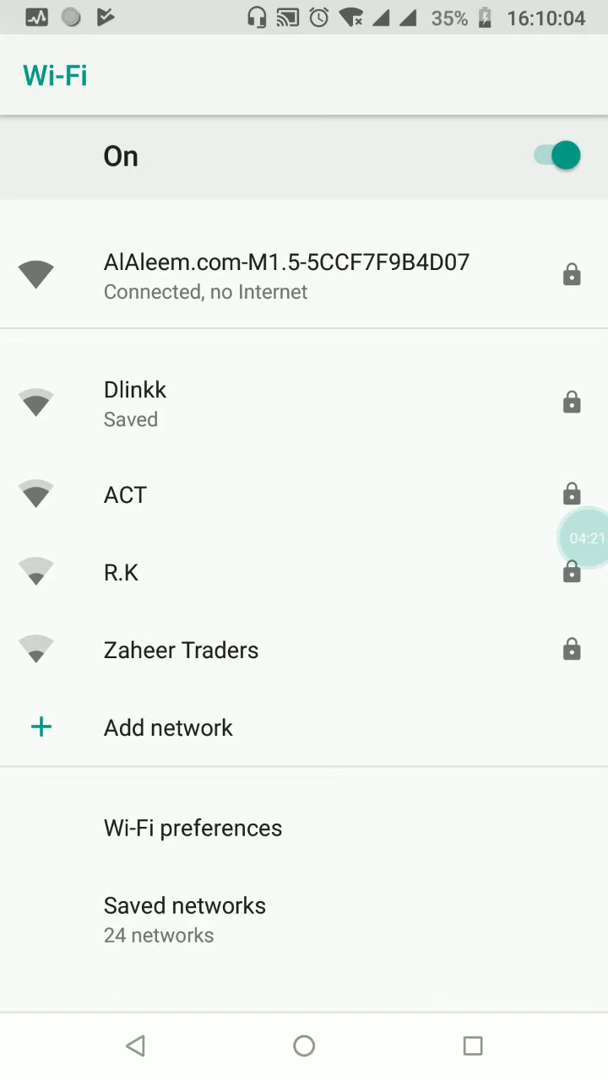 35% 16:10:04
Wi-Fi
On
AlAleem.com-M1.5-5CCF7F9B4D07
Connected, no Internet
Dlinkk
Saved
ACT
04:21
R.K
Zaheer Traders
Add network
Wi-Fi preferences
Saved networks
24 networks